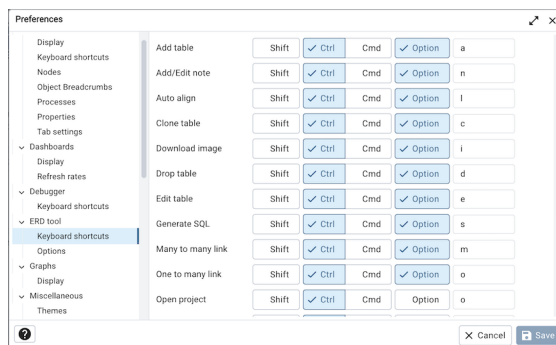 Preferences
Display
Keyboard shortcuts
Nodes
Object Breadcrumbs
Processes
Properties
Tab settings
Dashboards
Display
Refresh rates
Debugger
Keyboard shortcuts
ERD tool
Keyboard shortcuts
Options
Graphs
Display
Miscellaneous
Themes
Add table Shift Ctrl Cmd Option a
Add/Edit note Shift Ctrl Cmd Option n
Auto align Shift Ctrl Cmd Option l
Clone table Shift Ctrl Cmd Option c
Download image Shift Ctrl Cmd Option i
Drop table Shift Ctrl Cmd Option d
Edit table Shift Ctrl Cmd Option e
Generate SQL Shift Ctrl Cmd Option s
Many to many link Shift Ctrl Cmd Option m
One to many link Shift Ctrl Cmd Option o
Open project Shift Ctrl Cmd Option o
? X Cancel Save